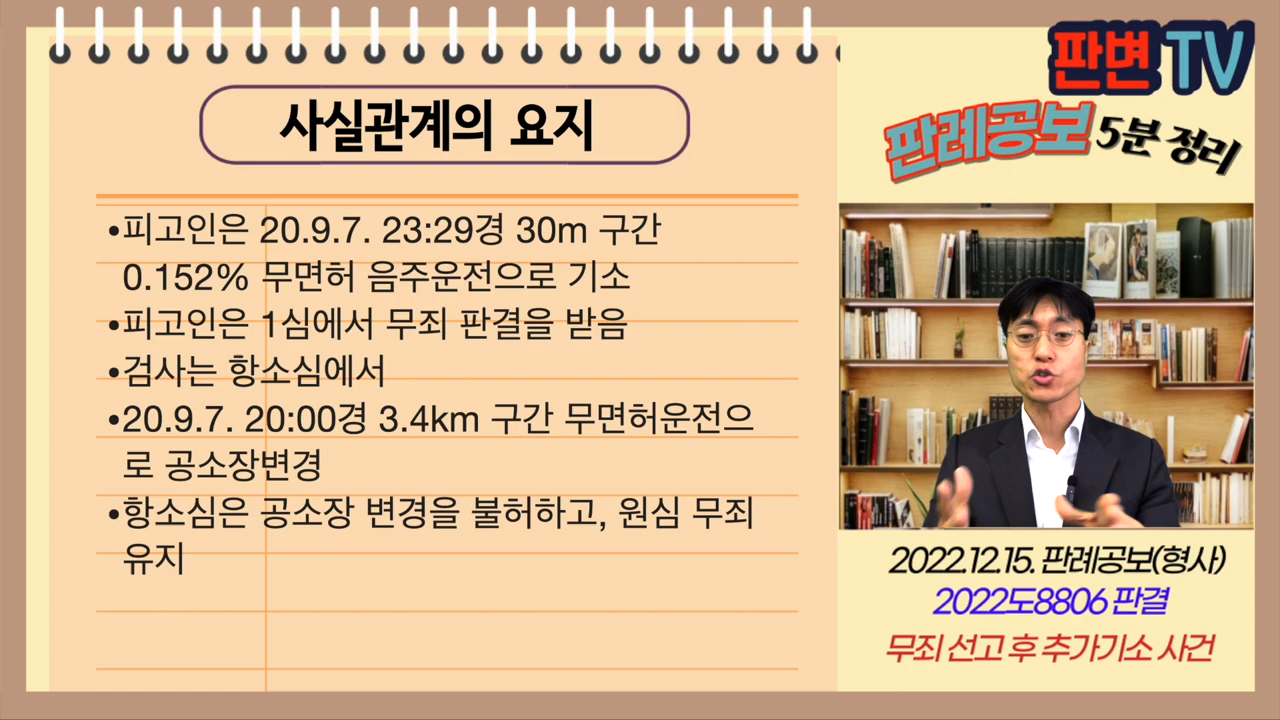 사실관계의 요지
•피고인은 20.9.7. 23:29경 30m 구간
0.152% 무면허 음주운전으로 기소
•피고인은 1심에서 무죄 판결을 받음
•검사는 항소심에서
•20.9.7. 20:00경 3.4km 구간 무면허운전으
로 공소장변경
•항소심은 공소장 변경을 불허하고, 원심 무죄
유지
판변 TV
판례공보 5분 정리
2022.12.15. 판례공보(형사)
2022도8806 판결
무죄 선고 후 추가기소 사건